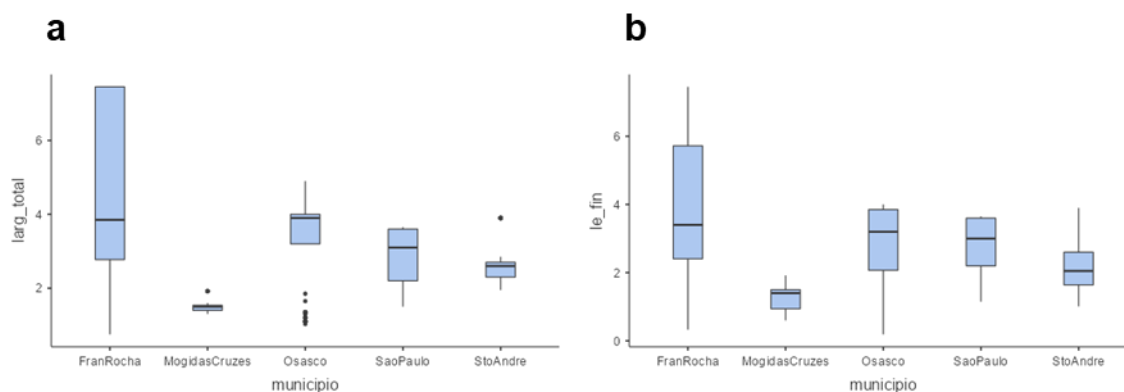 a
larg_total
6
4
2
FranRocha MogidasCruzes Osasco SaoPaulo StoAndre
municipio
b
le_fin
6
4
2
0
FranRocha MogidasCruzes Osasco SaoPaulo StoAndre
municipio